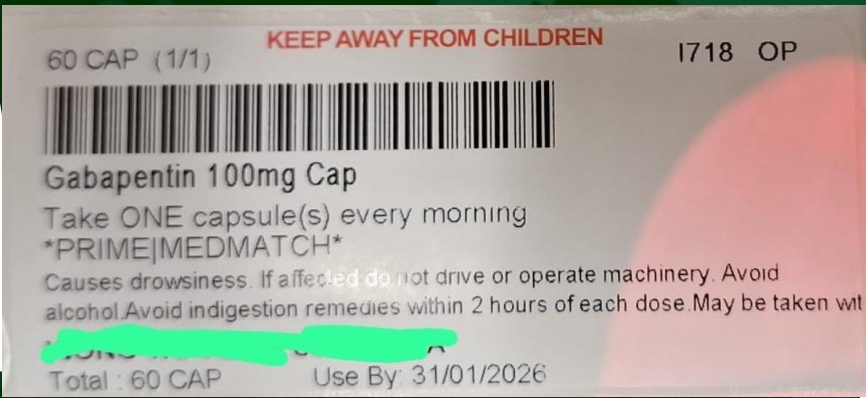 KEEP AWAY FROM CHILDREN
60 CAP (1/1)
I718 OP
Gabapentin 100mg Cap
Take ONE capsule(s) every morning
*PRIME|MEDMATCH*
Causes drowsiness. If affected do not drive or operate machinery. Avoid
alcohol.Avoid indigestion remedies within 2 hours of each dose.May be taken wit
Total : 60 CAP
Use By: 31/01/2026